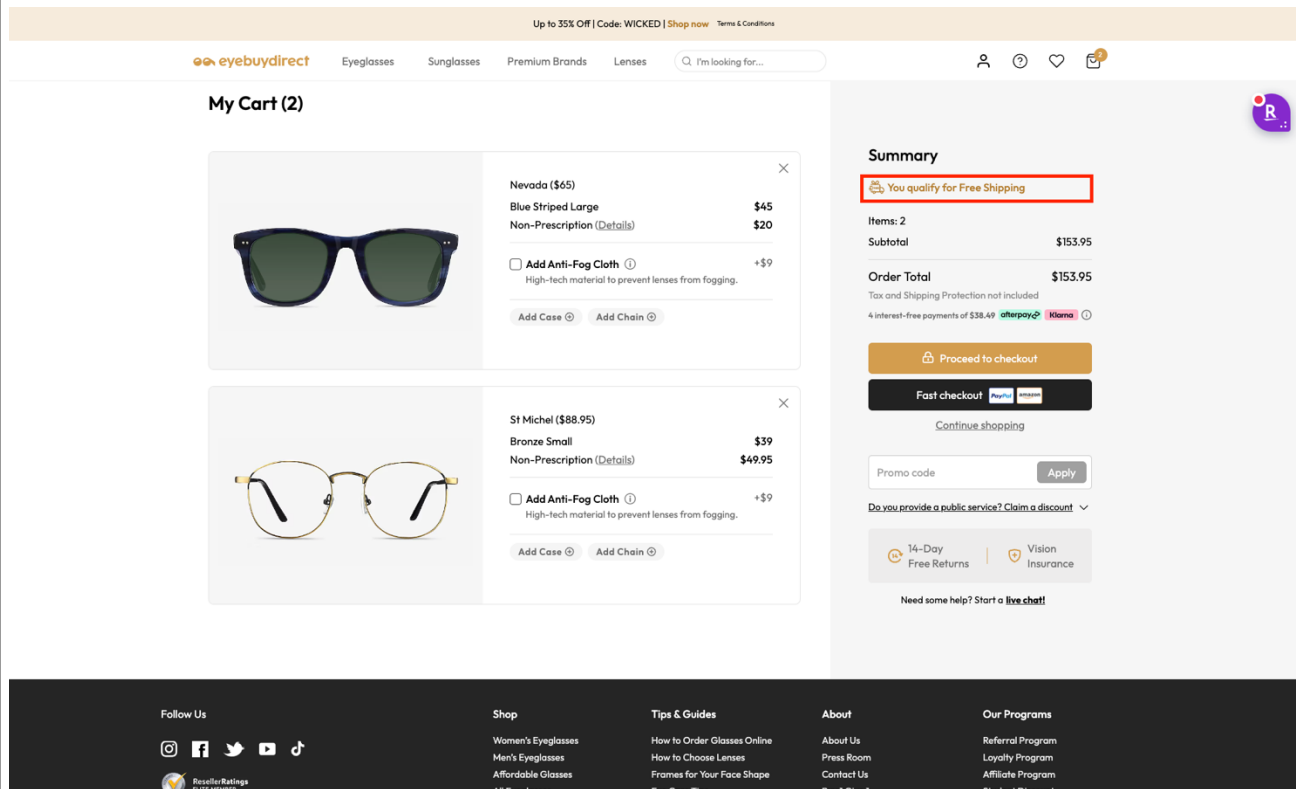 Up to 35% Off | Code: WICKED | Shop now Terms & Conditions
eyebuydirect Eyeglasses Sunglasses Premium Brands Lenses I'm looking for... 2
My Cart (2)
R
Nevada ($65)
Blue Striped Large $45
Non-Prescription (Details) $20
Add Anti-Fog Cloth +$9
High-tech material to prevent lenses from fogging.
Add Case Add Chain
St Michel ($88.95)
Bronze Small $39
Non-Prescription (Details) $49.95
Add Anti-Fog Cloth +$9
High-tech material to prevent lenses from fogging.
Add Case Add Chain
Summary
You qualify for Free Shipping
Items: 2
Subtotal $153.95
Order Total $153.95
Tax and Shipping Protection not included
4 interest-free payments of $38.49 afterpay Klarna
Proceed to checkout
Fast checkout PayPal amazon
Continue shopping
Promo code Apply
Do you provide a public service? Claim a discount
14-Day
Free Returns
Vision
Insurance
Need some help? Start a live chat!
Follow Us
ResellerRatings
Shop
Women's Eyeglasses
Men's Eyeglasses
Affordable Glasses
Tips & Guides
How to Order Glasses Online
How to Choose Lenses
Frames for Your Face Shape
About
About Us
Press Room
Contact Us
Our Programs
Referral Program
Loyalty Program
Affiliate Program